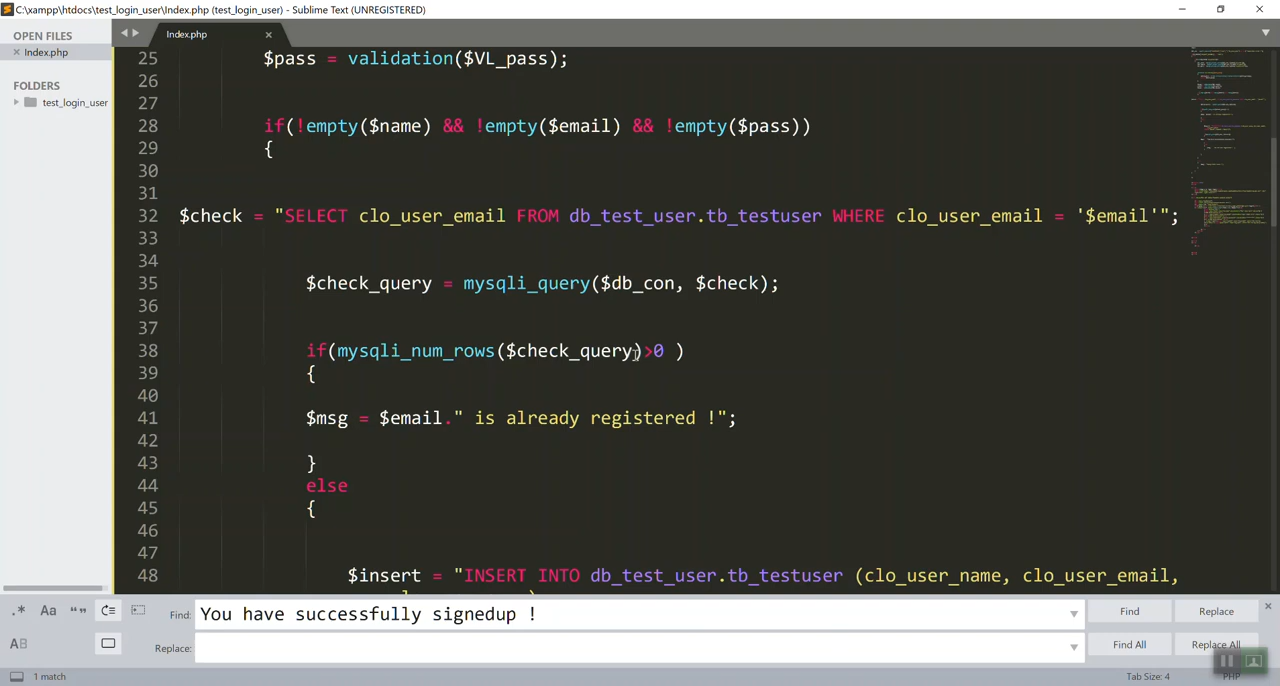 C:\xampp\htdocs\test_login_user\Index.php (test_login_user) - Sublime Text (UNREGISTERED)
OPEN FILES
Index.php
FOLDERS
test_login_user
Index.php
25 $pass = validation($VL_pass);
26
27
28 if(!empty($name) && !empty($email) && !empty($pass))
29 {
30
31
32 $check = "SELECT clo_user_email FROM db_test_user.tb_testuser WHERE clo_user_email = '$email'";
33
34
35 $check_query = mysqli_query($db_con, $check);
36
37
38 if(mysqli_num_rows($check_query)>0 )
39 {
40
41 $msg = $email." is already registered !";
42
43 }
44 else
45 {
46
47
48 $insert = "INSERT INTO db_test_user.tb_testuser (clo_user_name, clo_user_email,
Find: You have successfully signedup !
Find
Replace
Replace:
Find All
Replace All
1 match
Tab Size: 4
PHP